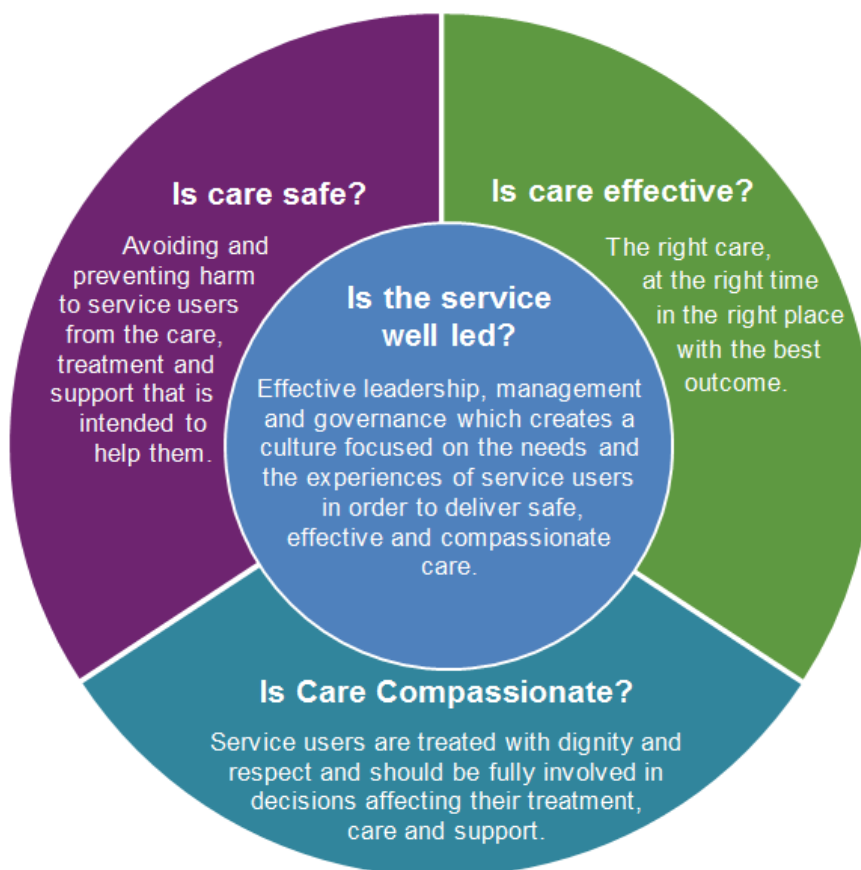 Is care safe?
Avoiding and
preventing harm
to service users
from the care,
treatment and
support that is
intended to
help them.
Is care effective?
The right care,
at the right time
in the right place
with the best
outcome.
Is the service
well led?
Effective leadership, management
and governance which creates a
culture focused on the needs and
the experiences of service users
in order to deliver safe,
effective and compassionate
care.
Is Care Compassionate?
Service users are treated with dignity and
respect and should be fully involved in
decisions affecting their treatment,
care and support.